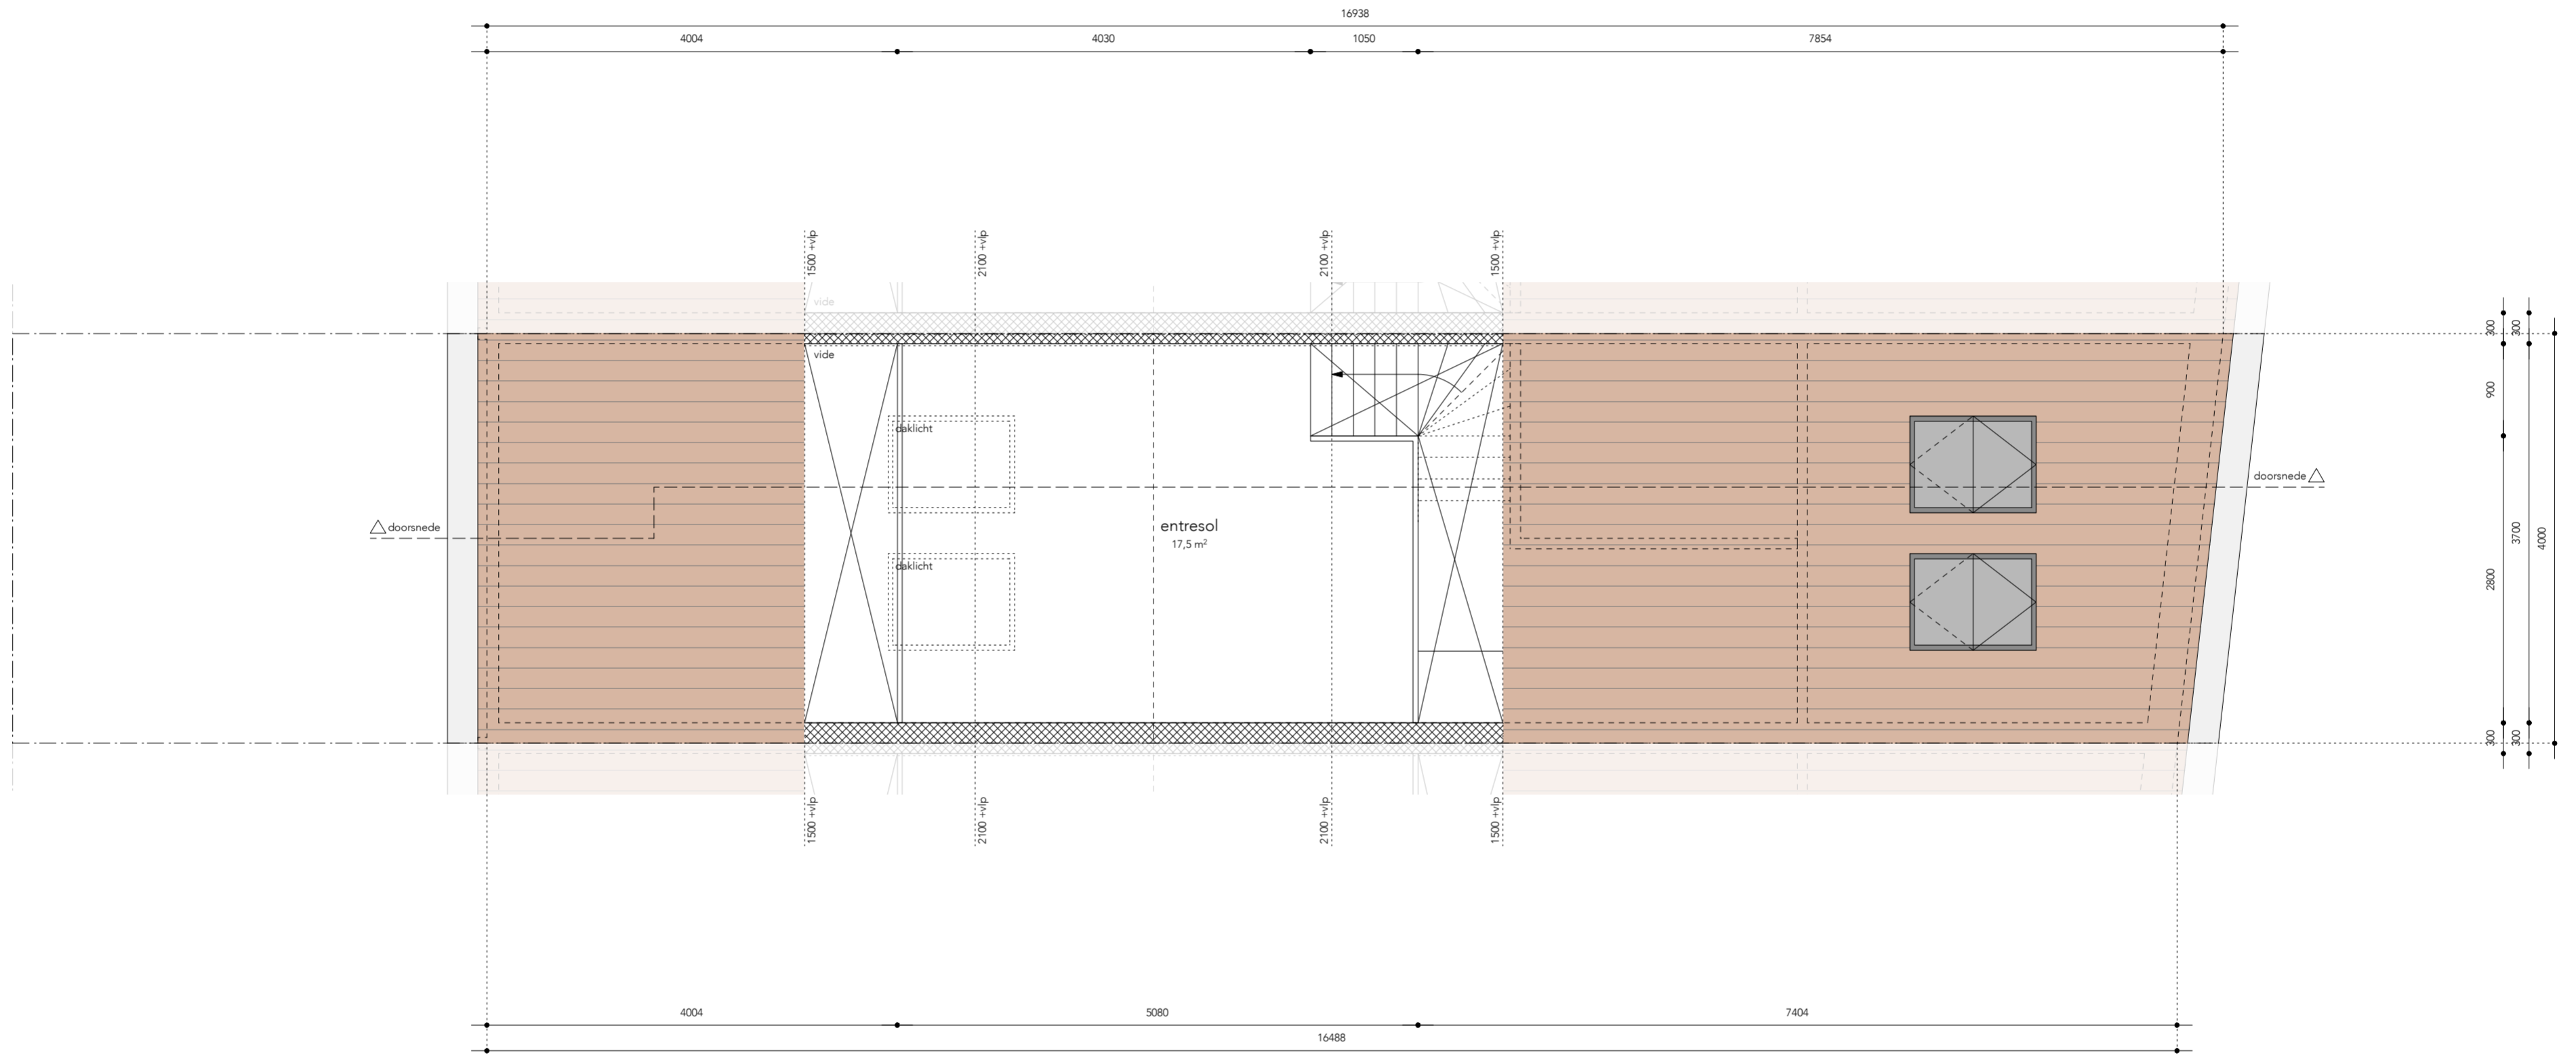 16938
4004 4030 1050 7854
1500 +vlp 2100 +vlp 2100 +vlp 1500 +vlp
vide
300 300
vide
900
daklicht
doorsnede
doorsnede
entresol
17,5 m²
3700 4000
daklicht
2800
300 300
1500 +vlp 2100 +vlp 2100 +vlp 1500 +vlp
4004 5080 7404
16488